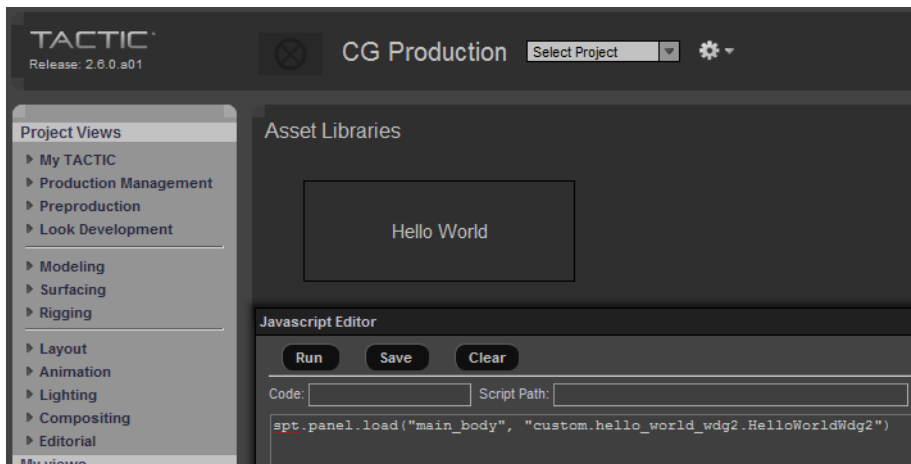 TACTIC
Release: 2.6.0.a01
CG Production
Select Project
Project Views
My TACTIC
Production Management
Preproduction
Look Development
Modeling
Surfacing
Rigging
Layout
Animation
Lighting
Compositing
Editorial
My views
Asset Libraries
Hello World
Javascript Editor
Run Save Clear
Code: Script Path:
spt.panel.load("main_body", "custom.hello_world_wdg2.HelloWorldWdg2")